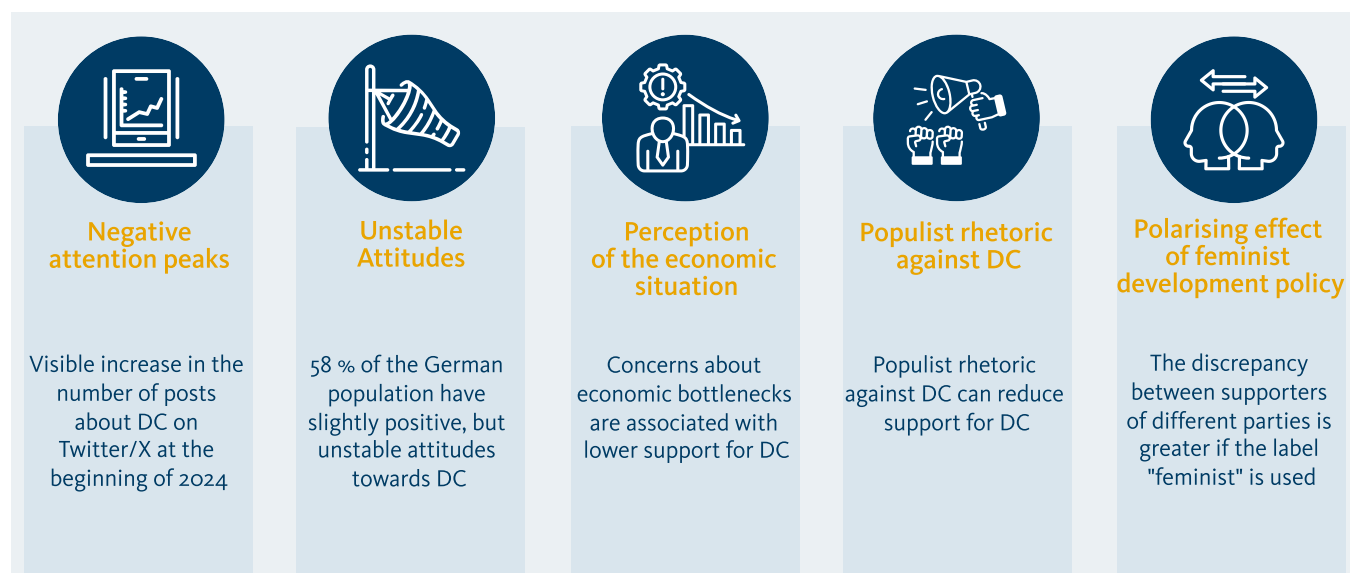 Negative
attention peaks
Visible increase in the
number of posts
about DC on
Twitter/X at the
beginning of 2024
Unstable
Attitudes
58 % of the German
population have
slightly positive, but
unstable attitudes
towards DC
Perception
of the economic
situation
Concerns about
economic bottlenecks
are associated with
lower support for DC
Populist rhetoric
against DC
Populist rhetoric
against DC can reduce
support for DC
Polarising effect
of feminist
development policy
The discrepancy
between supporters
of different parties is
greater if the label
"feminist" is used